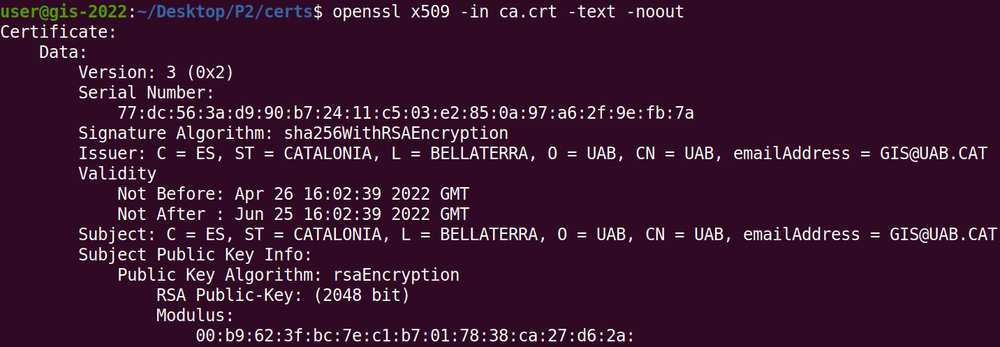 user@gis-2022:~/Desktop/P2/certs$ openssl x509 -in ca.crt -text -noout
Certificate:
    Data:
        Version: 3 (0x2)
        Serial Number:
            77:dc:56:3a:d9:90:b7:24:11:c5:03:e2:85:0a:97:a6:2f:9e:fb:7a
        Signature Algorithm: sha256WithRSAEncryption
        Issuer: C = ES, ST = CATALONIA, L = BELLATERRA, O = UAB, CN = UAB, emailAddress = GIS@UAB.CAT
        Validity
            Not Before: Apr 26 16:02:39 2022 GMT
            Not After : Jun 25 16:02:39 2022 GMT
        Subject: C = ES, ST = CATALONIA, L = BELLATERRA, O = UAB, CN = UAB, emailAddress = GIS@UAB.CAT
        Subject Public Key Info:
            Public Key Algorithm: rsaEncryption
                RSA Public-Key: (2048 bit)
                Modulus:
                    00:b9:62:3f:bc:7e:c1:b7:01:78:38:ca:27:d6:2a: